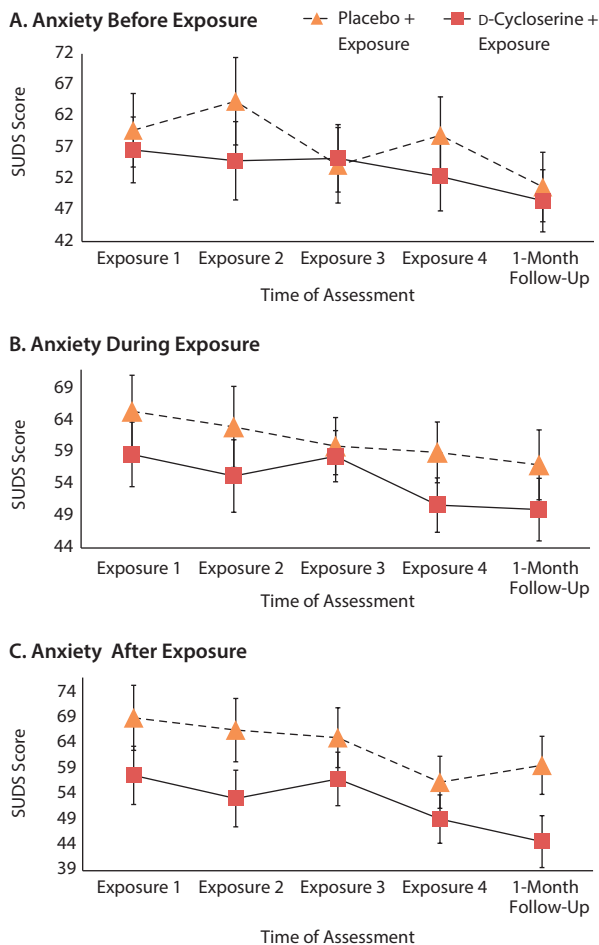 A. Anxiety Before Exposure
Placebo + Exposure
D-Cycloserine + Exposure
SUDS Score
72
67
62
57
52
47
42
Exposure 1 Exposure 2 Exposure 3 Exposure 4 1-Month Follow-Up
Time of Assessment
B. Anxiety During Exposure
SUDS Score
69
64
59
54
49
44
Exposure 1 Exposure 2 Exposure 3 Exposure 4 1-Month Follow-Up
Time of Assessment
C. Anxiety After Exposure
SUDS Score
74
69
64
59
54
49
44
39
Exposure 1 Exposure 2 Exposure 3 Exposure 4 1-Month Follow-Up
Time of Assessment